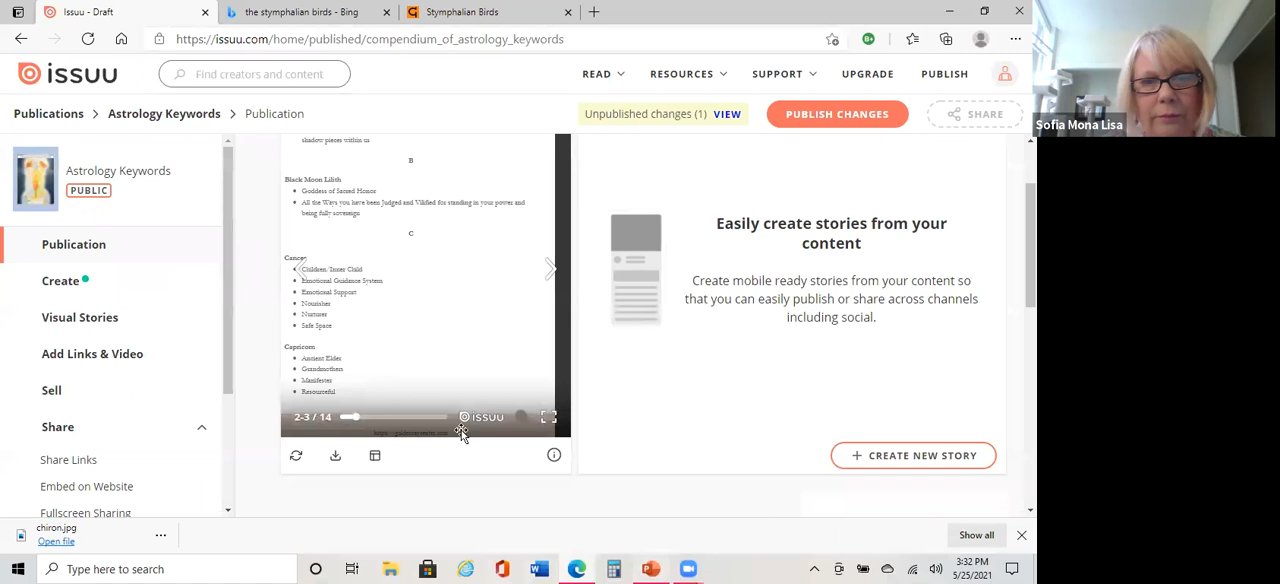 Issuu - Draft
the stymphalian birds - Bing
Stymphalian Birds
https://issuu.com/home/published/compendium_of_astrology_keywords
B+
issuu
Find creators and content
READ
RESOURCES
SUPPORT
UPGRADE
PUBLISH
Publications > Astrology Keywords > Publication
Unpublished changes (1) VIEW
PUBLISH CHANGES
SHARE
Astrology Keywords
PUBLIC
Publication
Create
Visual Stories
Add Links & Video
Sell
Share
Share Links
Embed on Website
Fullscreen Sharing
shadow pieces within us
B
Black Moon Lilith
Goddess of Sacred Honor
All the Ways you have been Judged and Vilified for standing in your power and
being fully sovereign
C
Cancer
Children/Inner Child
Emotional Guidance System
Emotional Support
Nourisher
Nurturer
Safe Space
Capricorn
Ancient Elder
Grandmothers
Manifester
Resourceful
2-3 / 14
issuu
Easily create stories from your
content
Create mobile ready stories from your content so
that you can easily publish or share across channels
including social.
+ CREATE NEW STORY
chiron.jpg
Open file
Show all
Type here to search
3:32 PM
5/25/2021
Sofia Mona Lisa